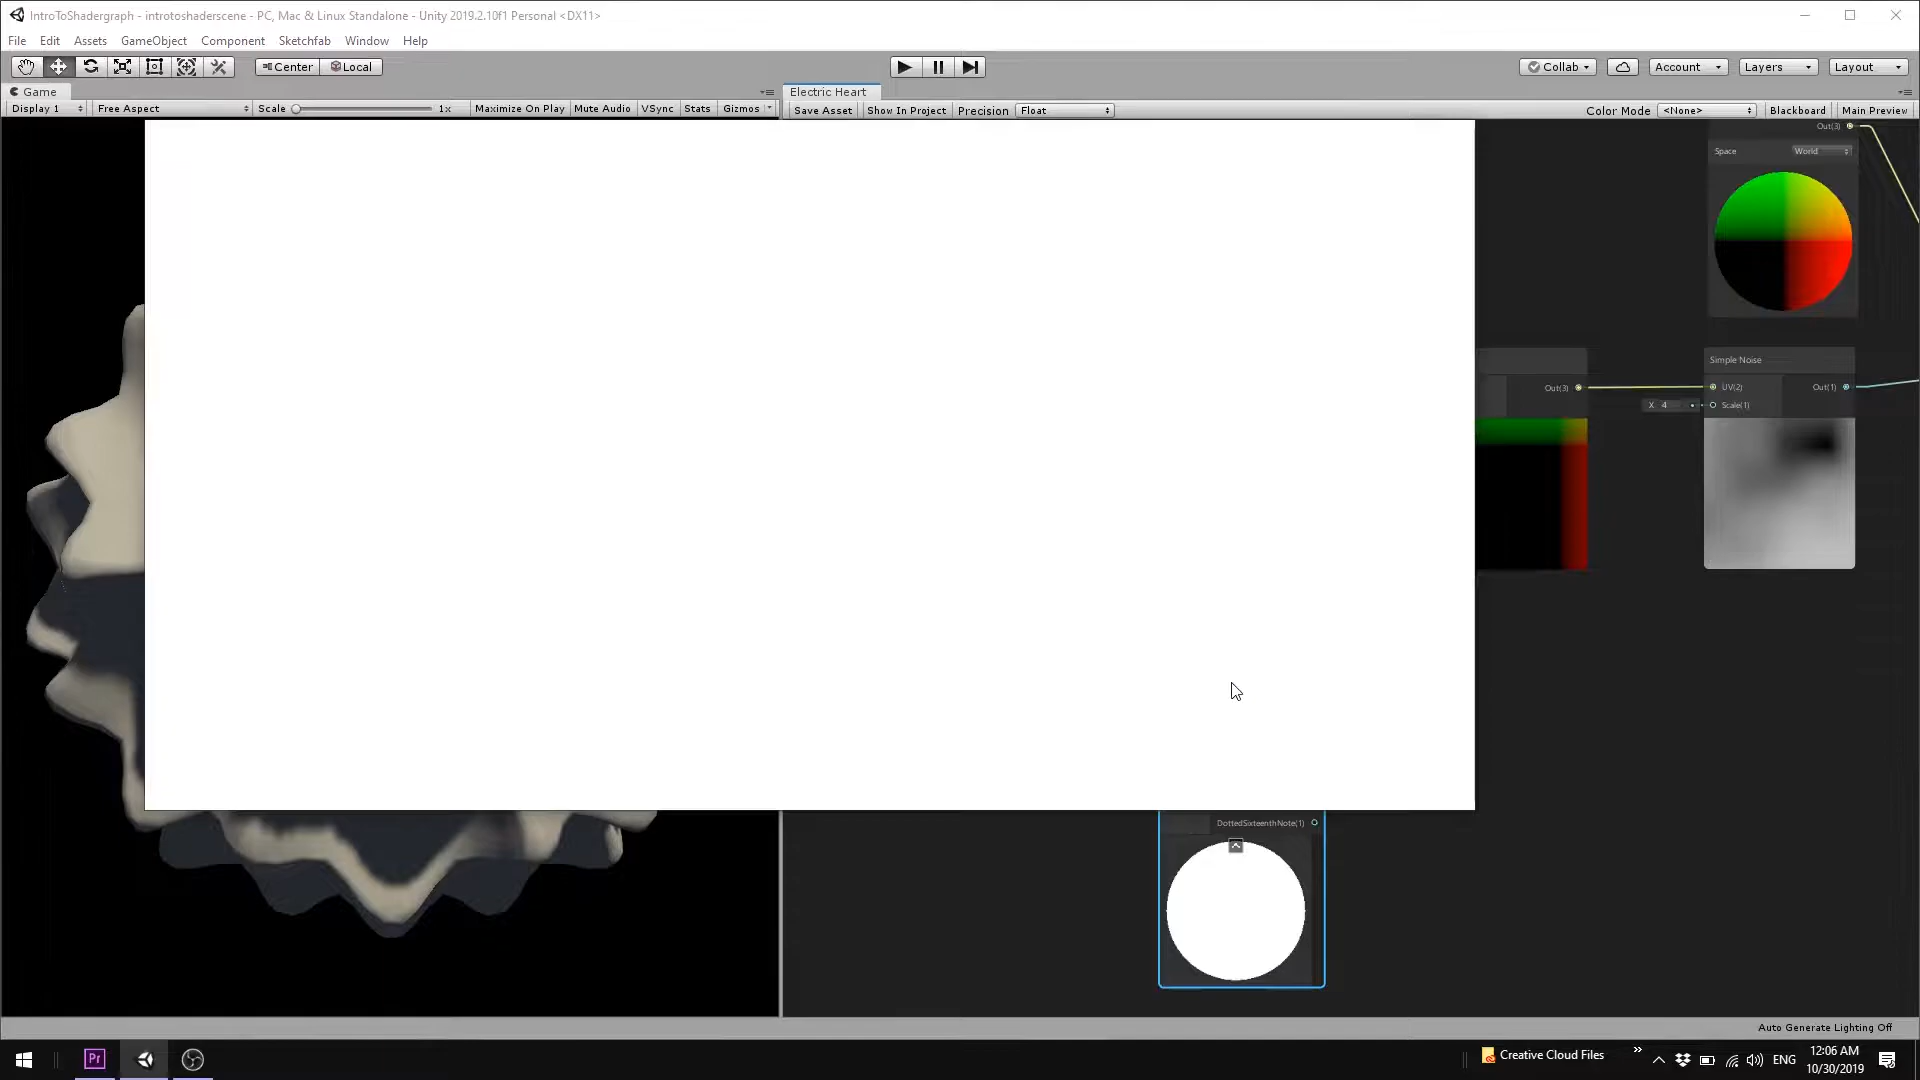 IntroToShadergraph - introtoshaderscene - PC, Mac & Linux Standalone - Unity 2019.2.10f1 Personal <DX11>
File Edit Assets GameObject Component Sketchfab Window Help
Center Local Collab Account Layers Layout
Game Electric Heart
Display 1 Free Aspect Scale 1x Maximize On Play Mute Audio VSync Stats Gizmos Save Asset Show In Project Precision Float Color Mode <None> Blackboard Main Preview
Out(3)
Space World
Simple Noise
Out(3) UV(2) Out(1)
X 4 Scale(1)
DottedSixteenthNote(1)
Auto Generate Lighting Off
Pr Creative Cloud Files » ENG 12:06 AM
10/30/2019